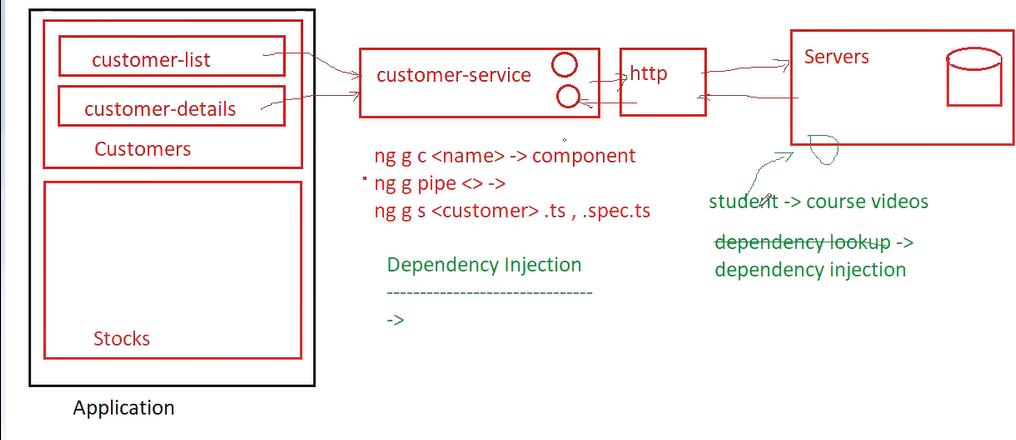 customer-list
customer-details
Customers
Stocks
Application
customer-service
http
Servers
ng g c <name> -> component
ng g pipe <> ->
ng g s <customer> .ts , .spec.ts
Dependency Injection
-------------------------------
->
student -> course videos
dependency lookup ->
dependency injection